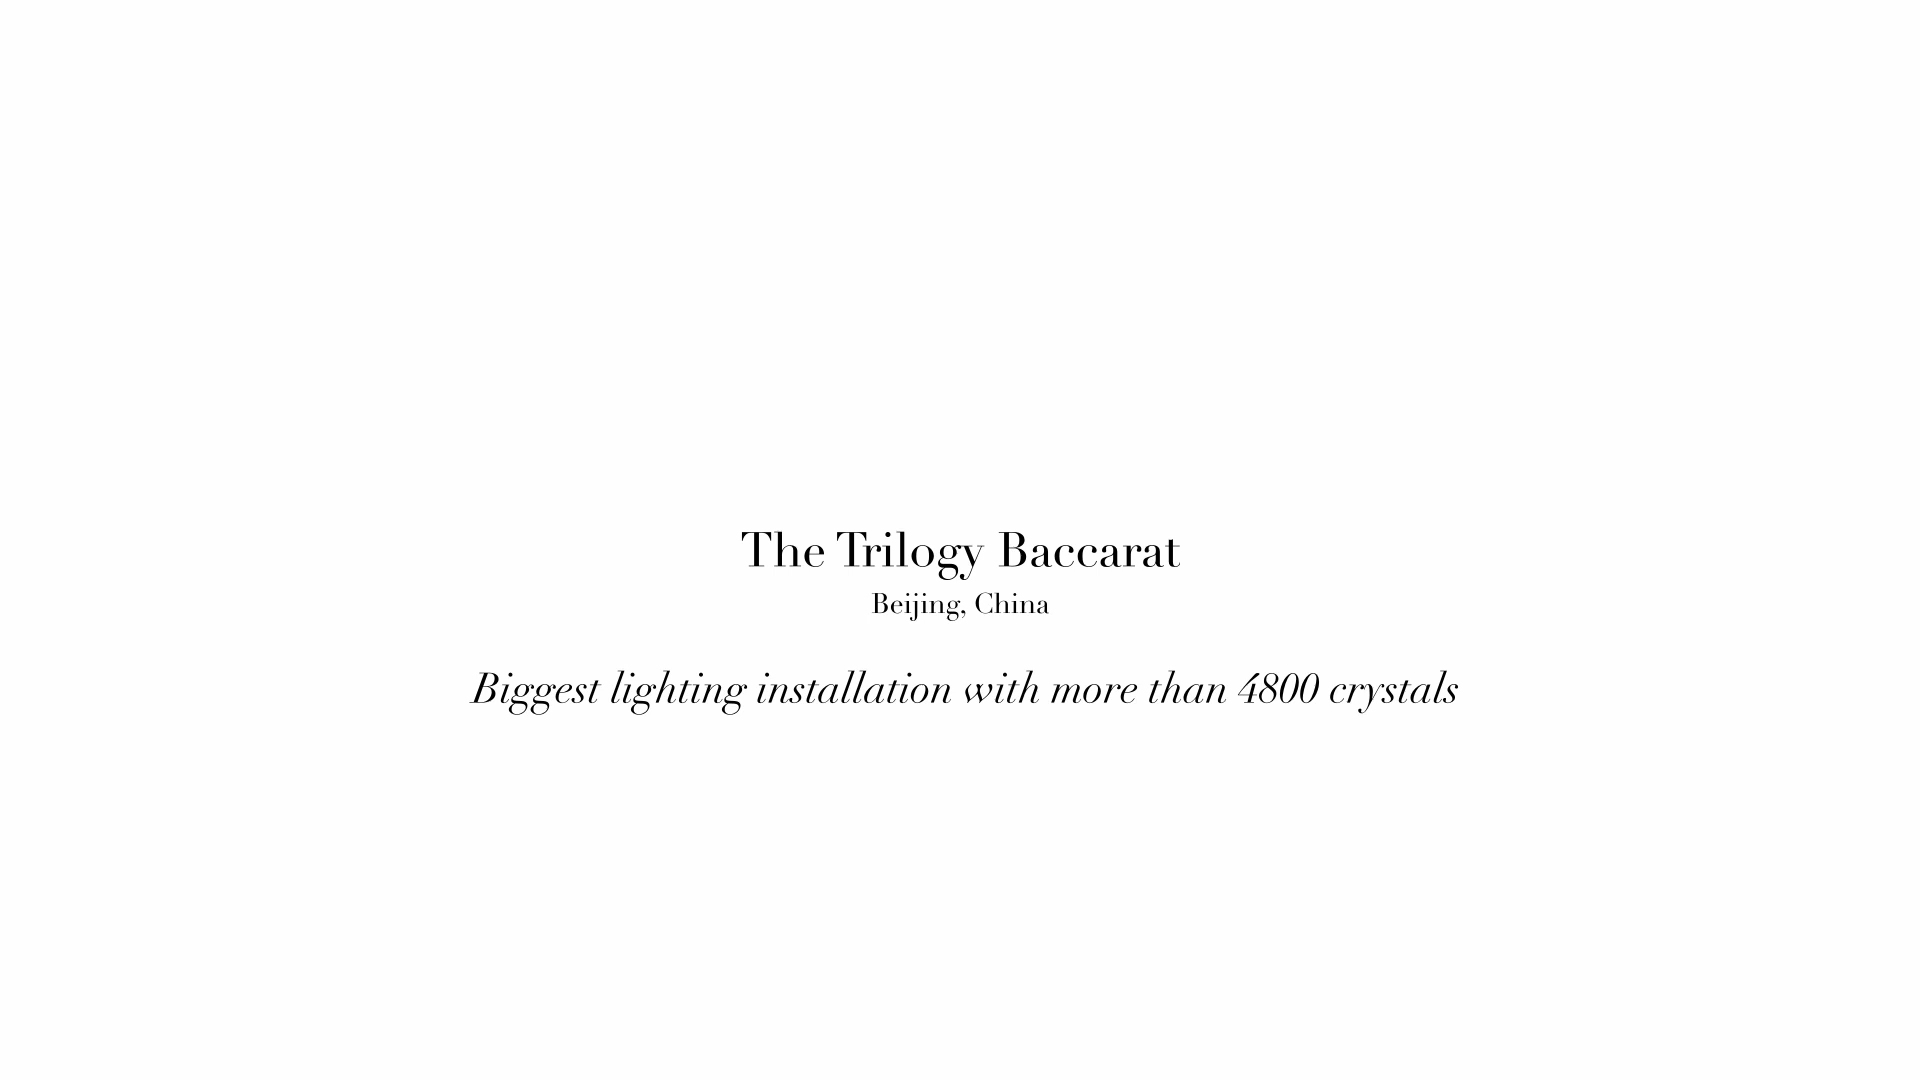 The Trilogy Baccarat
Beijing, China
Biggest lighting installation with more than 4800 crystals